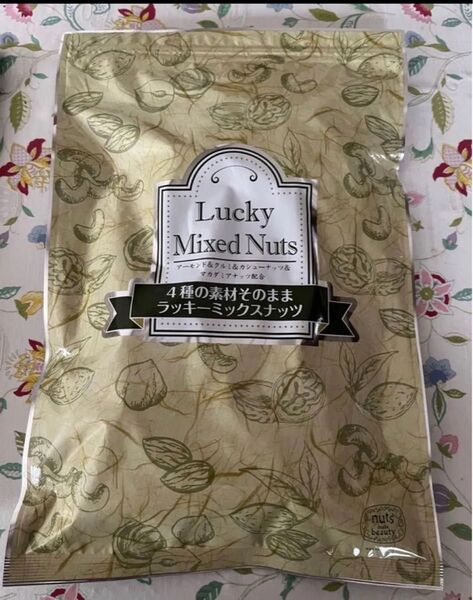 Lucky
Mixed Nuts
アーモンド&クルミ&カシューナッツ&
マカダミアナッツ配合
4種の素材そのまま
ラッキーミックスナッツ
nuts
beauty